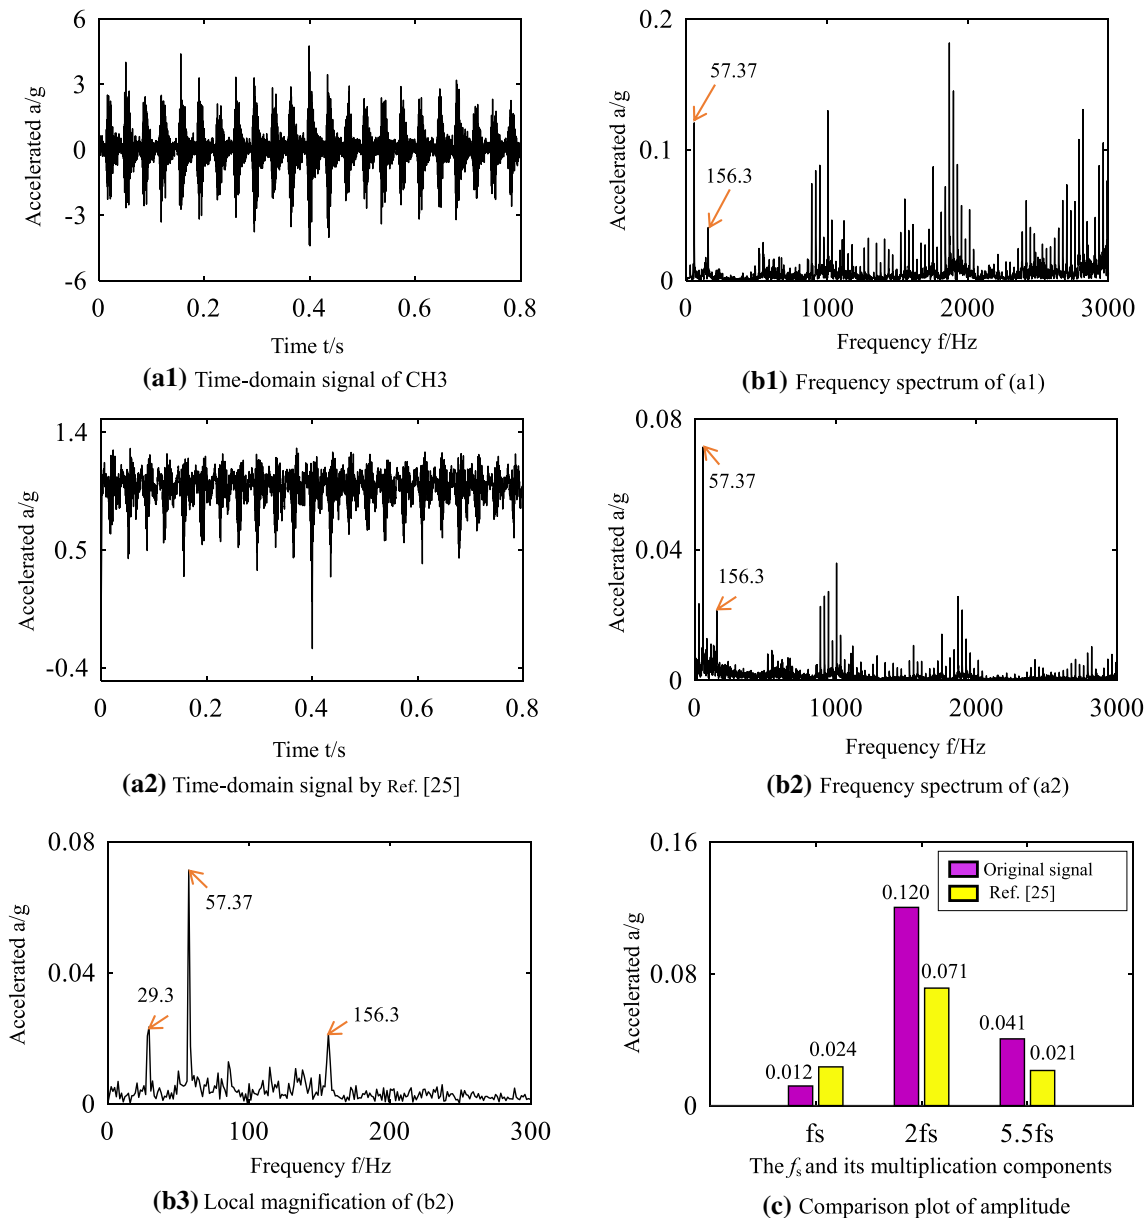 6
3
0
-3
-6
Accelerated a/g
0 0.2 0.4 0.6 0.8
Time t/s
(a1) Time-domain signal of CH3
0.2
0.1
0
Accelerated a/g
57.37
156.3
0 1000 2000 3000
Frequency f/Hz
(b1) Frequency spectrum of (a1)
1.4
0.5
-0.4
Accelerated a/g
0 0.2 0.4 0.6 0.8
Time t/s
(a2) Time-domain signal by Ref. [25]
0.08
0.04
0
Accelerated a/g
57.37
156.3
0 1000 2000 3000
Frequency f/Hz
(b2) Frequency spectrum of (a2)
0.08
0.04
0
Accelerated a/g
57.37
29.3
156.3
0 100 200 300
Frequency f/Hz
(b3) Local magnification of (b2)
0.16
0.08
0
Accelerated a/g
Original signal
Ref. [25]
0.012
0.024
0.120
0.071
0.041
0.021
fs 2fs 5.5fs
The fs and its multiplication components
(c) Comparison plot of amplitude